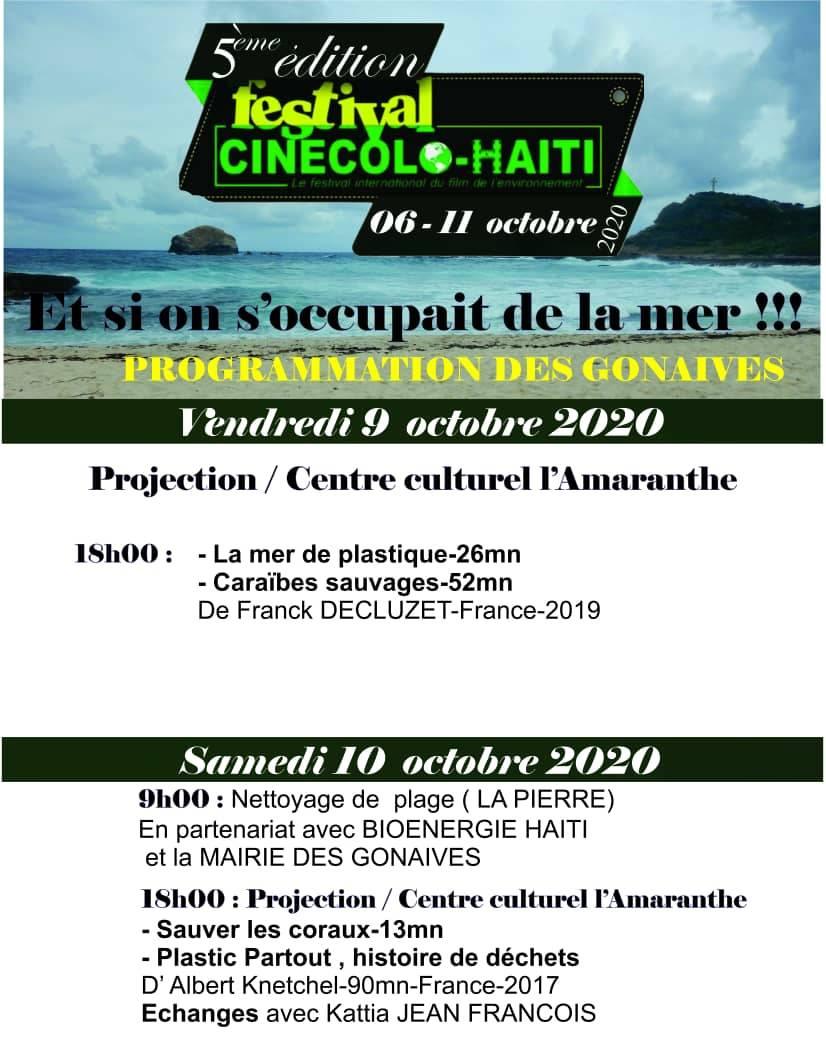 5ème édition
festival
CINECOLO-HAITI
Le festival international du film de l'environnement
06 - 11 octobre 2020
Et si on s'occupait de la mer !!!
PROGRAMMATION DES GONAIVES
Vendredi 9 octobre 2020
Projection / Centre culturel l'Amaranthe
18h00 : - La mer de plastique-26mn
- Caraïbes sauvages-52mn
De Franck DECLUZET-France-2019
Samedi 10 octobre 2020
9h00 : Nettoyage de plage ( LA PIERRE)
En partenariat avec BIOENERGIE HAITI
et la MAIRIE DES GONAIVES
18h00 : Projection / Centre culturel l'Amaranthe
- Sauver les coraux-13mn
- Plastic Partout , histoire de déchets
D' Albert Knetchel-90mn-France-2017
Echanges avec Kattia JEAN FRANCOIS